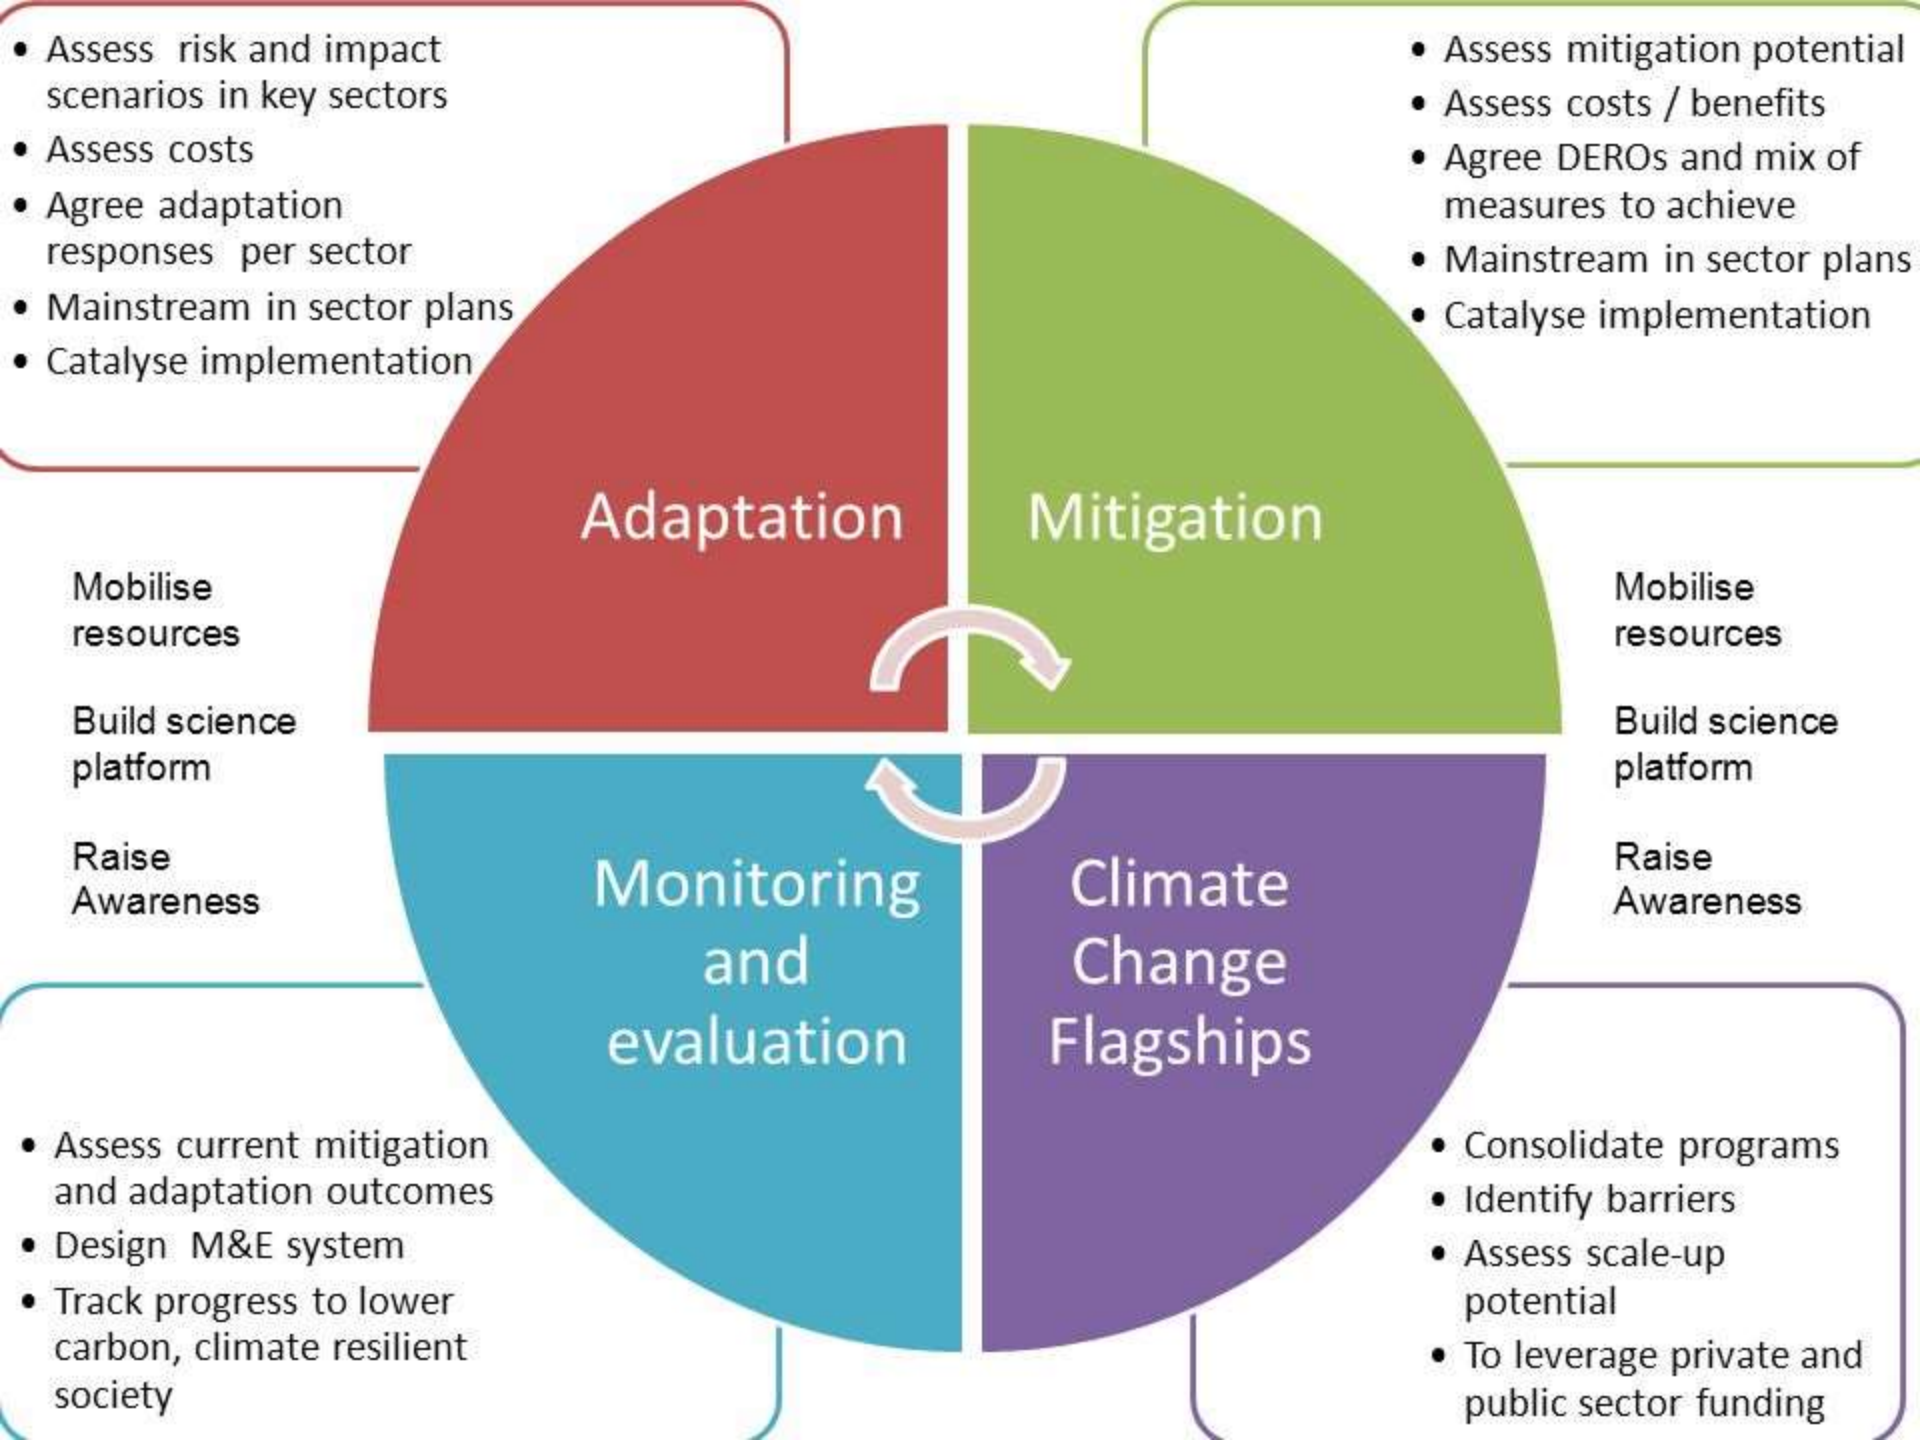 • Assess risk and impact
scenarios in key sectors
• Assess costs
• Agree adaptation
responses per sector
• Mainstream in sector plans
• Catalyse implementation
• Assess mitigation potential
• Assess costs / benefits
• Agree DEROs and mix of
measures to achieve
• Mainstream in sector plans
• Catalyse implementation
Adaptation
Mitigation
Mobilise
resources
Build science
platform
Raise
Awareness
Mobilise
resources
Build science
platform
Raise
Awareness
Monitoring
and
evaluation
Climate
Change
Flagships
• Assess current mitigation
and adaptation outcomes
• Design M&E system
• Track progress to lower
carbon, climate resilient
society
• Consolidate programs
• Identify barriers
• Assess scale-up
potential
• To leverage private and
public sector funding